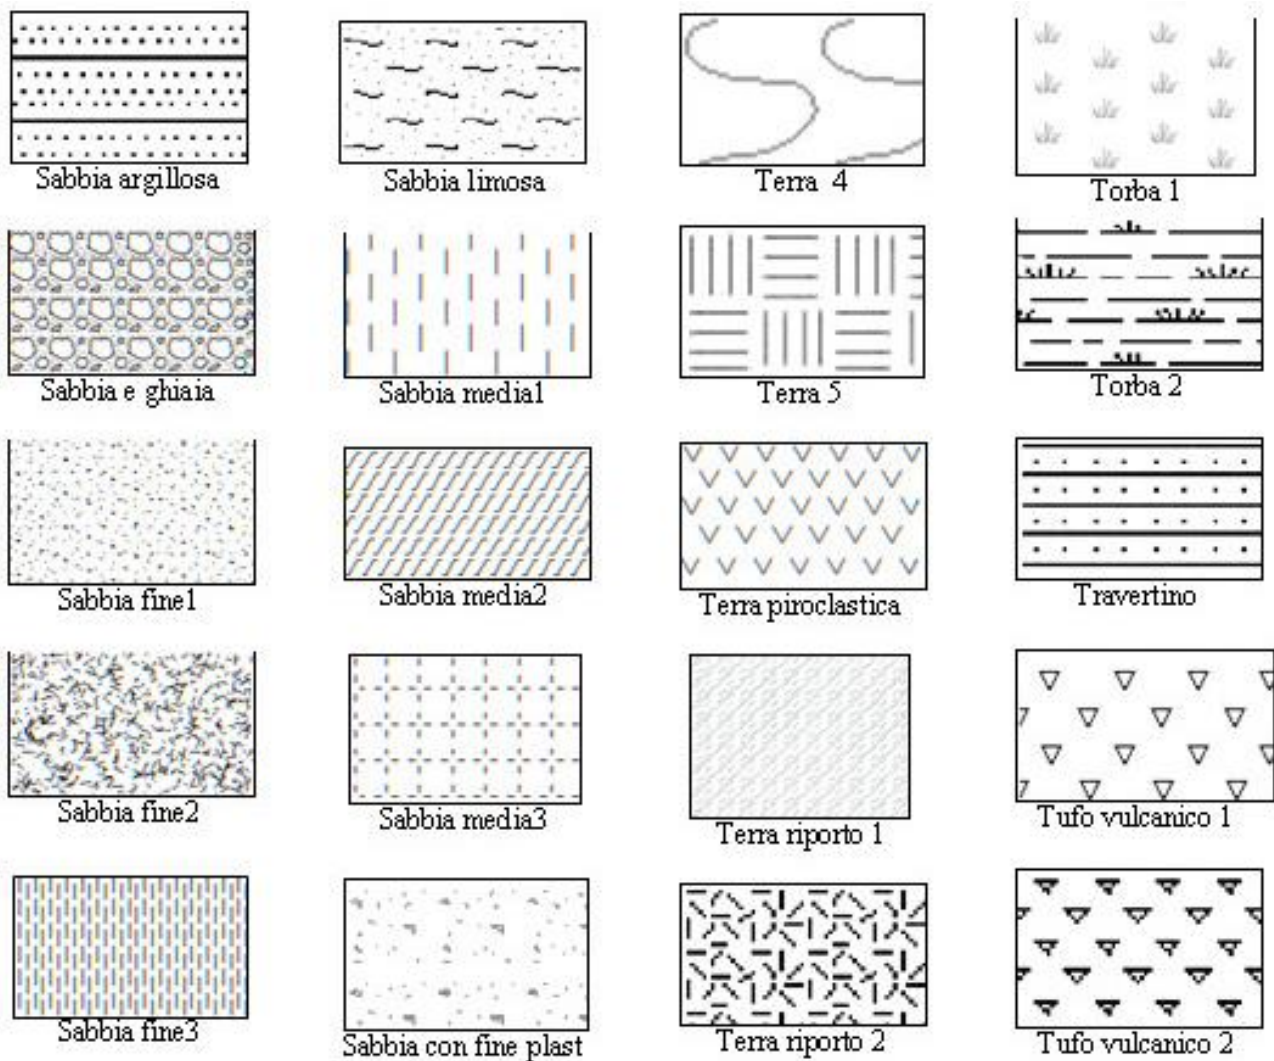 Sabbia argillosa
Sabbia limosa
Terra 4
Torba 1
Sabbia e ghiaia
Sabbia media1
Terra 5
Torba 2
Sabbia fine1
Sabbia media2
Terra piroclastica
Travertino
Sabbia fine2
Sabbia media3
Terra riporto 1
Tufo vulcanico 1
Sabbia fine3
Sabbia con fine plast
Terra riporto 2
Tufo vulcanico 2